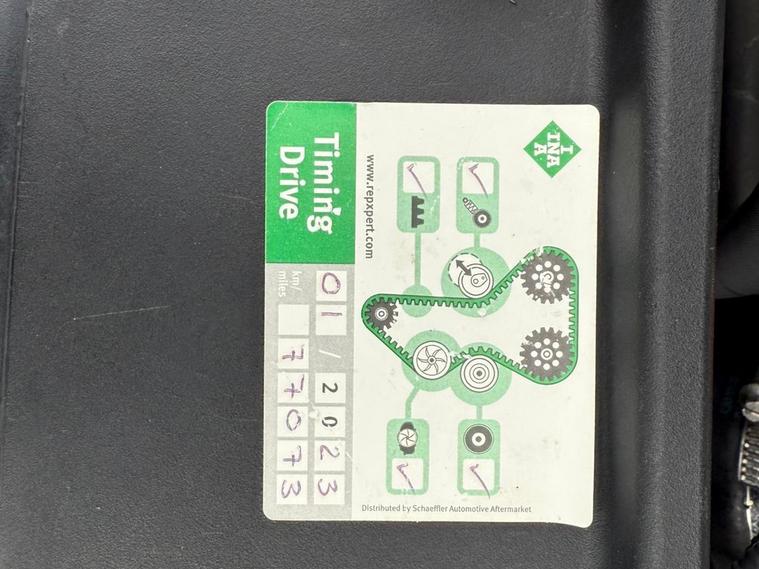 I
INA
A
Distributed by Schaeffler Automotive Aftermarket
www.repxpert.com
Timing
Drive
01/2023
km/
miles
77073